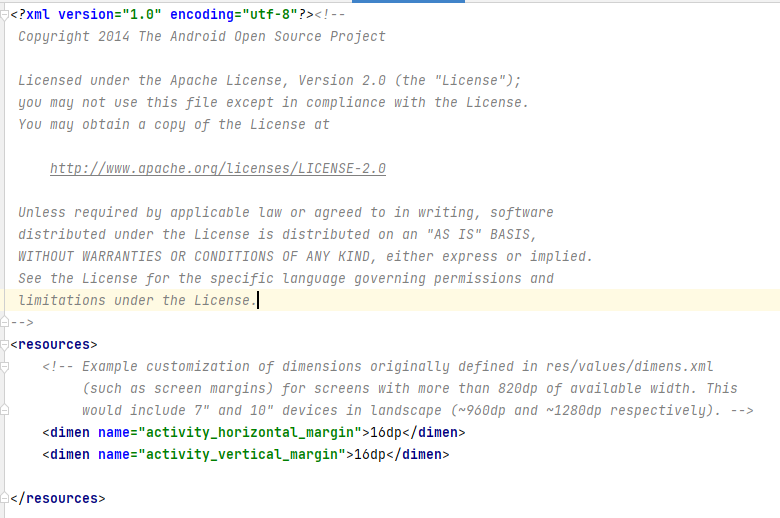 <?xml version="1.0" encoding="utf-8"?><!--
 Copyright 2014 The Android Open Source Project

 Licensed under the Apache License, Version 2.0 (the "License");
 you may not use this file except in compliance with the License.
 You may obtain a copy of the License at

     http://www.apache.org/licenses/LICENSE-2.0

 Unless required by applicable law or agreed to in writing, software
 distributed under the License is distributed on an "AS IS" BASIS,
 WITHOUT WARRANTIES OR CONDITIONS OF ANY KIND, either express or implied.
 See the License for the specific language governing permissions and
 limitations under the License.
-->
<resources>
    <!-- Example customization of dimensions originally defined in res/values/dimens.xml
         (such as screen margins) for screens with more than 820dp of available width. This
         would include 7" and 10" devices in landscape (~960dp and ~1280dp respectively). -->
    <dimen name="activity_horizontal_margin">16dp</dimen>
    <dimen name="activity_vertical_margin">16dp</dimen>

</resources>